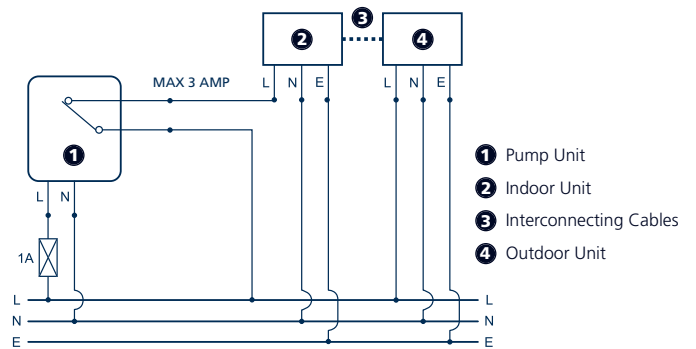 3
2
4
MAX 3 AMP
L N E
L N E
1
L N
1A
L L
N N
E E
1 Pump Unit
2 Indoor Unit
3 Interconnecting Cables
4 Outdoor Unit